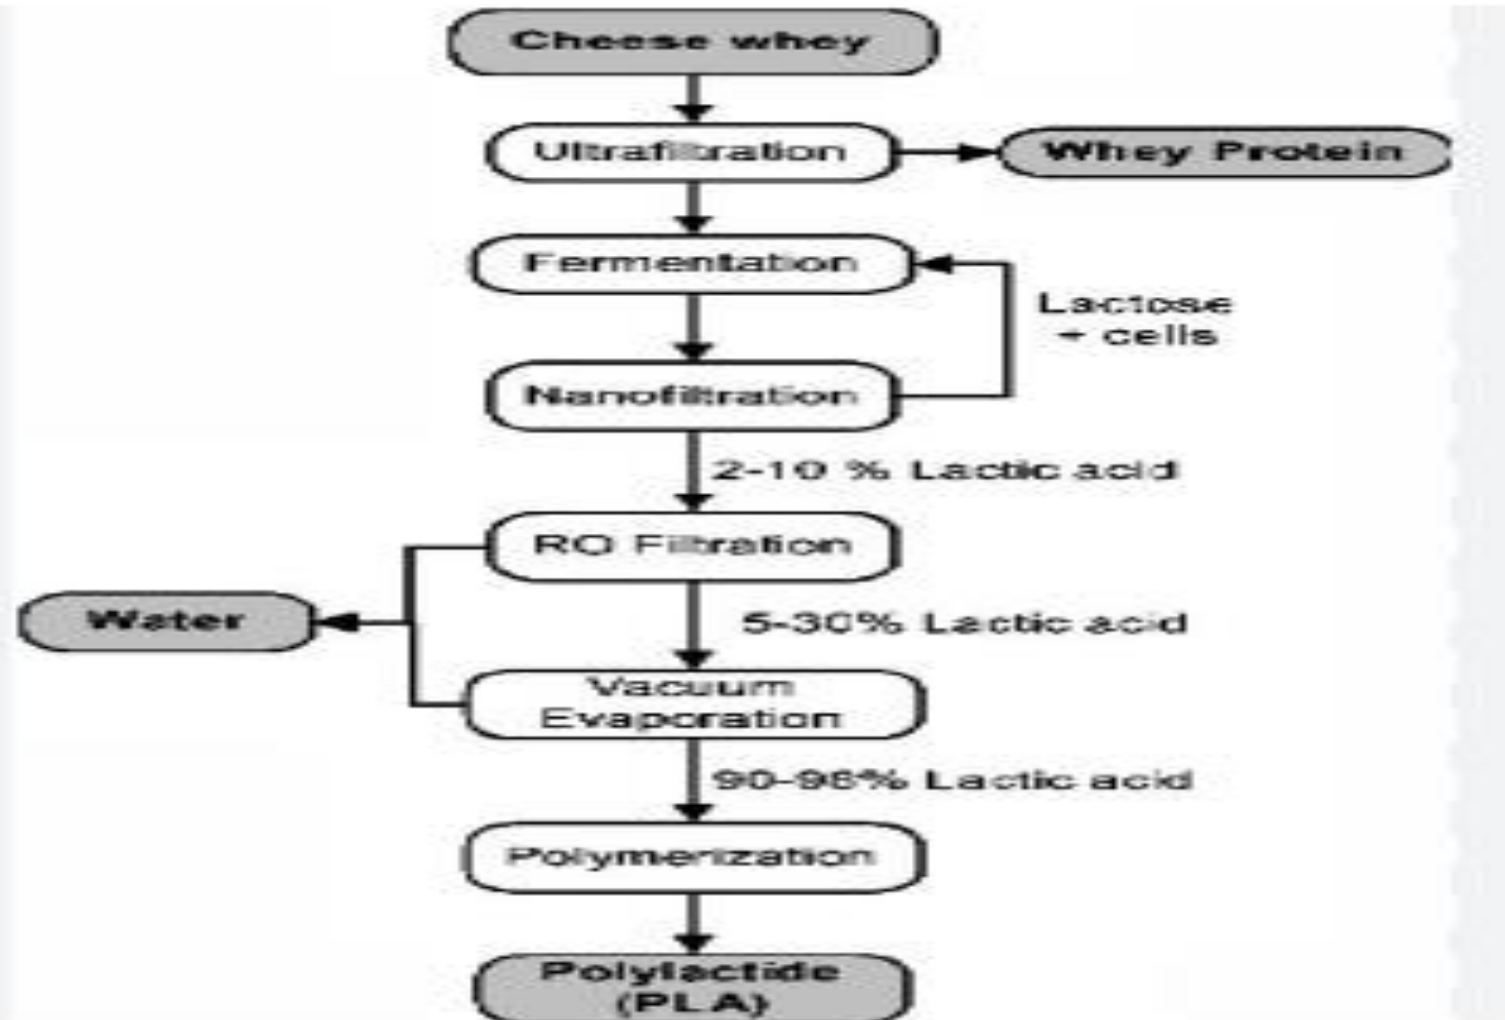 Cheese whey
Ultrafiltration
Whey Protein
Fermentation
Lactose
+ cells
Nanofiltration
2-10 % Lactic acid
RO Filtration
Water
5-30% Lactic acid
Vacuum
Evaporation
90-98% Lactic acid
Polymerization
Polylactide
(PLA)